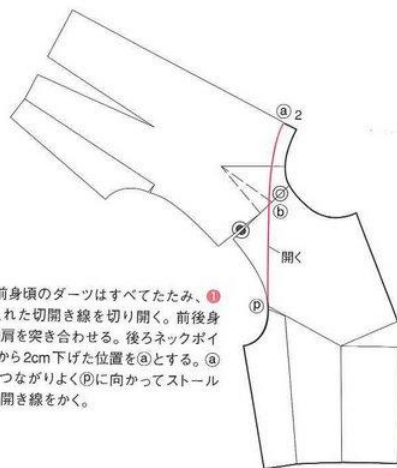 ⓐ 2
ⓑ
開く
ⓟ
前身頃のダーツはすべてたたみ、❶
れた切開き線を切り開く。前後身
肩を突き合わせる。後ろネックポイ
から2cm下げた位置をⓐとする。ⓐ
つながりよくⓟに向かってストール
開き線をかく。